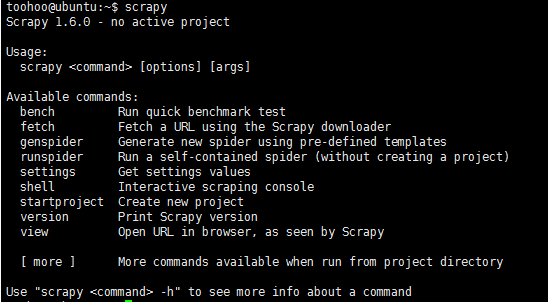 toohoo@ubuntu:~$ scrapy
Scrapy 1.6.0 - no active project
Usage:
  scrapy <command> [options] [args]
Available commands:
  bench         Run quick benchmark test
  fetch         Fetch a URL using the Scrapy downloader
  genspider     Generate new spider using pre-defined templates
  runspider     Run a self-contained spider (without creating a project)
  settings      Get settings values
  shell         Interactive scraping console
  startproject  Create new project
  version       Print Scrapy version
  view          Open URL in browser, as seen by Scrapy
  [ more ]      More commands available when run from project directory
Use "scrapy <command> -h" to see more info about a command